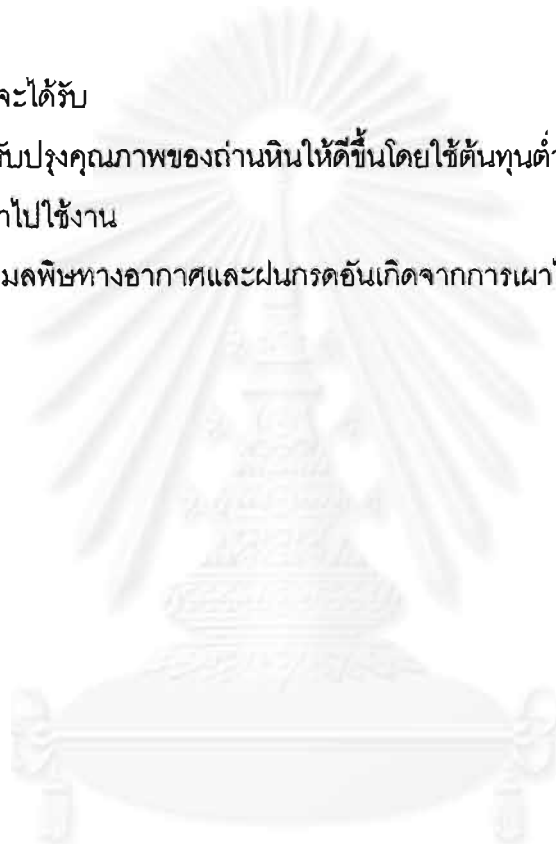 จะได้รับ
รับปรุงคุณภาพของถ่านหินให้ดีขึ้นโดยใช้ต้นทุนต่ำ
าไปใช้งาน
มลพิษทางอากาศและฝนกรดอันเกิดจากการเผาไ